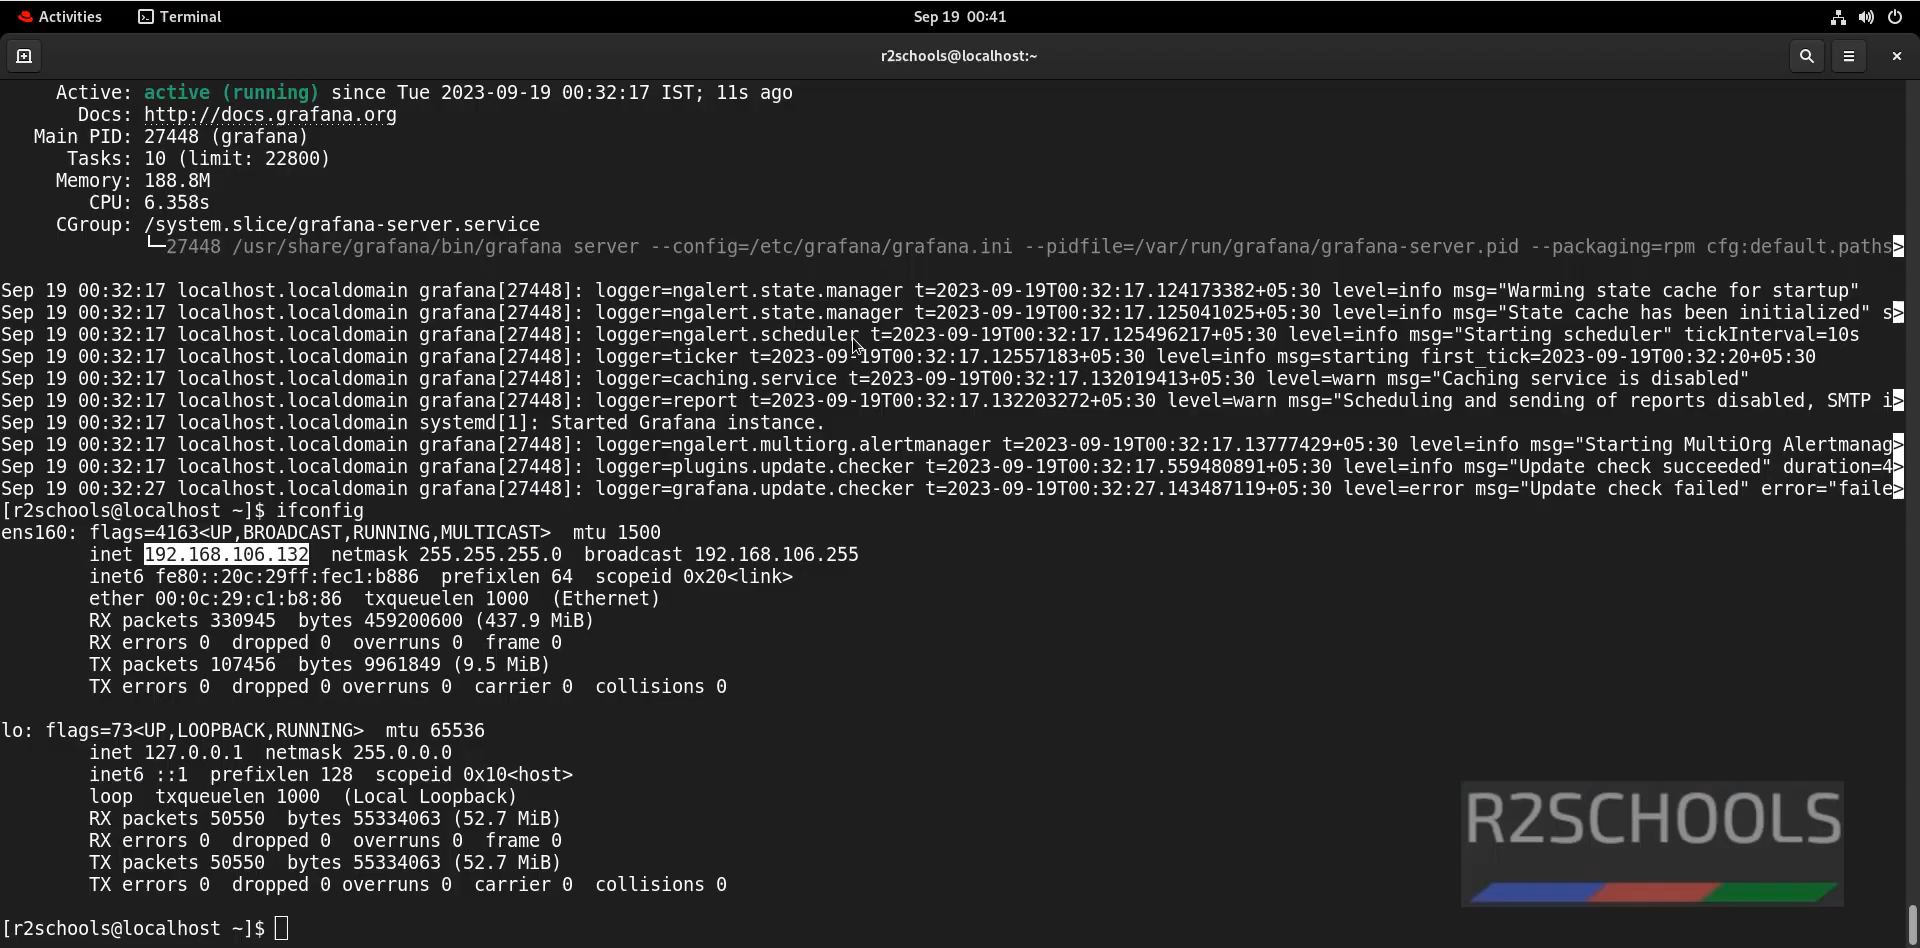 Activities Terminal Sep 19 00:41
r2schools@localhost:~
Active: active (running) since Tue 2023-09-19 00:32:17 IST; 11s ago
Docs: http://docs.grafana.org
Main PID: 27448 (grafana)
Tasks: 10 (limit: 22800)
Memory: 188.8M
CPU: 6.358s
CGroup: /system.slice/grafana-server.service
└─27448 /usr/share/grafana/bin/grafana server --config=/etc/grafana/grafana.ini --pidfile=/var/run/grafana/grafana-server.pid --packaging=rpm cfg:default.paths>
Sep 19 00:32:17 localhost.localdomain grafana[27448]: logger=ngalert.state.manager t=2023-09-19T00:32:17.124173382+05:30 level=info msg="Warming state cache for startup"
Sep 19 00:32:17 localhost.localdomain grafana[27448]: logger=ngalert.state.manager t=2023-09-19T00:32:17.125041025+05:30 level=info msg="State cache has been initialized" s>
Sep 19 00:32:17 localhost.localdomain grafana[27448]: logger=ngalert.scheduler t=2023-09-19T00:32:17.125496217+05:30 level=info msg="Starting scheduler" tickInterval=10s
Sep 19 00:32:17 localhost.localdomain grafana[27448]: logger=ticker t=2023-09-19T00:32:17.12557183+05:30 level=info msg=starting first_tick=2023-09-19T00:32:20+05:30
Sep 19 00:32:17 localhost.localdomain grafana[27448]: logger=caching.service t=2023-09-19T00:32:17.132019413+05:30 level=warn msg="Caching service is disabled"
Sep 19 00:32:17 localhost.localdomain grafana[27448]: logger=report t=2023-09-19T00:32:17.132203272+05:30 level=warn msg="Scheduling and sending of reports disabled, SMTP i>
Sep 19 00:32:17 localhost.localdomain systemd[1]: Started Grafana instance.
Sep 19 00:32:17 localhost.localdomain grafana[27448]: logger=ngalert.multiorg.alertmanager t=2023-09-19T00:32:17.13777429+05:30 level=info msg="Starting MultiOrg Alertmanag>
Sep 19 00:32:17 localhost.localdomain grafana[27448]: logger=plugins.update.checker t=2023-09-19T00:32:17.559480891+05:30 level=info msg="Update check succeeded" duration=4>
Sep 19 00:32:27 localhost.localdomain grafana[27448]: logger=grafana.update.checker t=2023-09-19T00:32:27.143487119+05:30 level=error msg="Update check failed" error="faile>
[r2schools@localhost ~]$ ifconfig
ens160: flags=4163<UP,BROADCAST,RUNNING,MULTICAST> mtu 1500
inet 192.168.106.132 netmask 255.255.255.0 broadcast 192.168.106.255
inet6 fe80::20c:29ff:fec1:b886 prefixlen 64 scopeid 0x20<link>
ether 00:0c:29:c1:b8:86 txqueuelen 1000 (Ethernet)
RX packets 330945 bytes 459200600 (437.9 MiB)
RX errors 0 dropped 0 overruns 0 frame 0
TX packets 107456 bytes 9961849 (9.5 MiB)
TX errors 0 dropped 0 overruns 0 carrier 0 collisions 0
lo: flags=73<UP,LOOPBACK,RUNNING> mtu 65536
inet 127.0.0.1 netmask 255.0.0.0
inet6 ::1 prefixlen 128 scopeid 0x10<host>
loop txqueuelen 1000 (Local Loopback)
RX packets 50550 bytes 55334063 (52.7 MiB)
RX errors 0 dropped 0 overruns 0 frame 0
TX packets 50550 bytes 55334063 (52.7 MiB)
TX errors 0 dropped 0 overruns 0 carrier 0 collisions 0
R2SCHOOLS
[r2schools@localhost ~]$